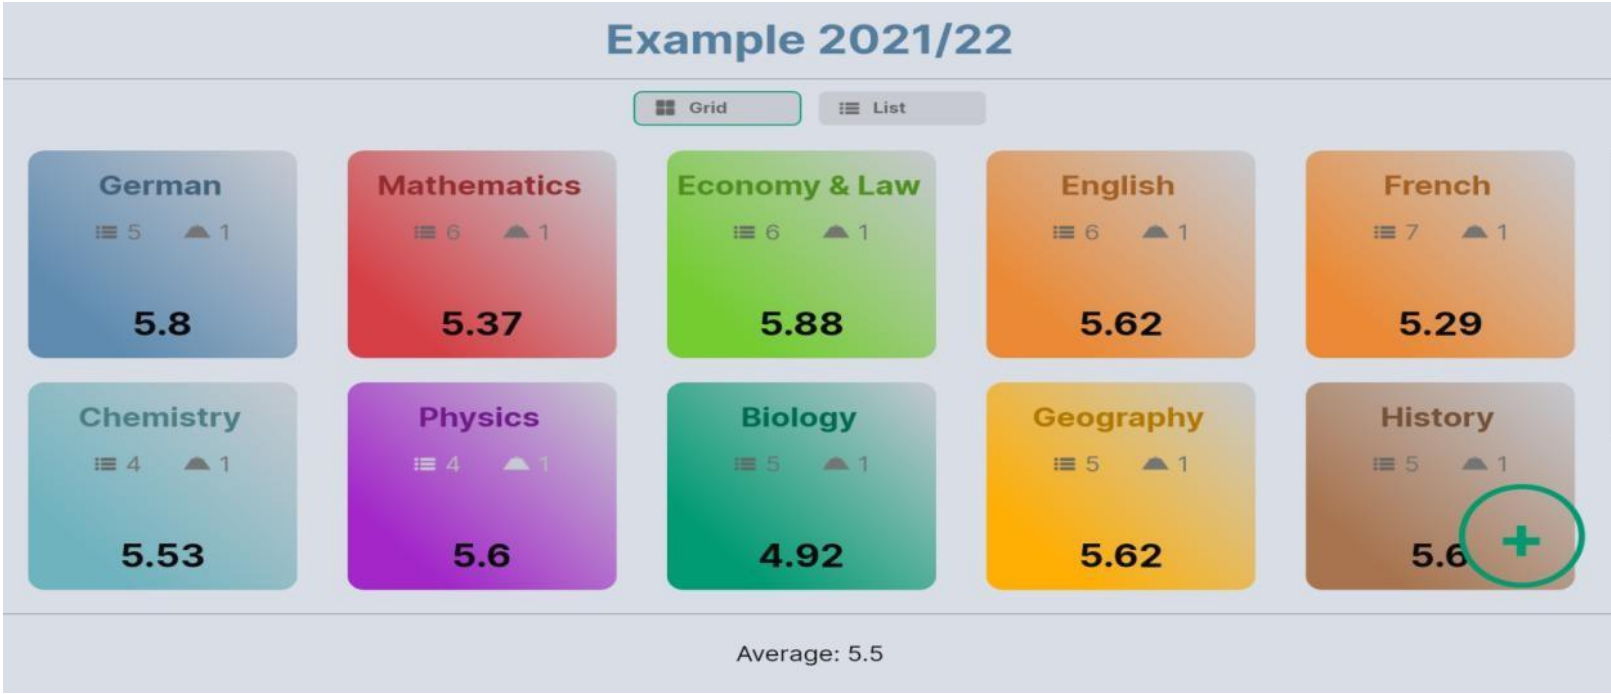 Example 2021/22
Grid List
German Mathematics Economy & Law English French
5 1 6 1 6 1 6 1 7 1
5.8 5.37 5.88 5.62 5.29
Chemistry Physics Biology Geography History
4 1 4 1 5 1 5 1 5 1
5.53 5.6 4.92 5.62 5.6
+
Average: 5.5